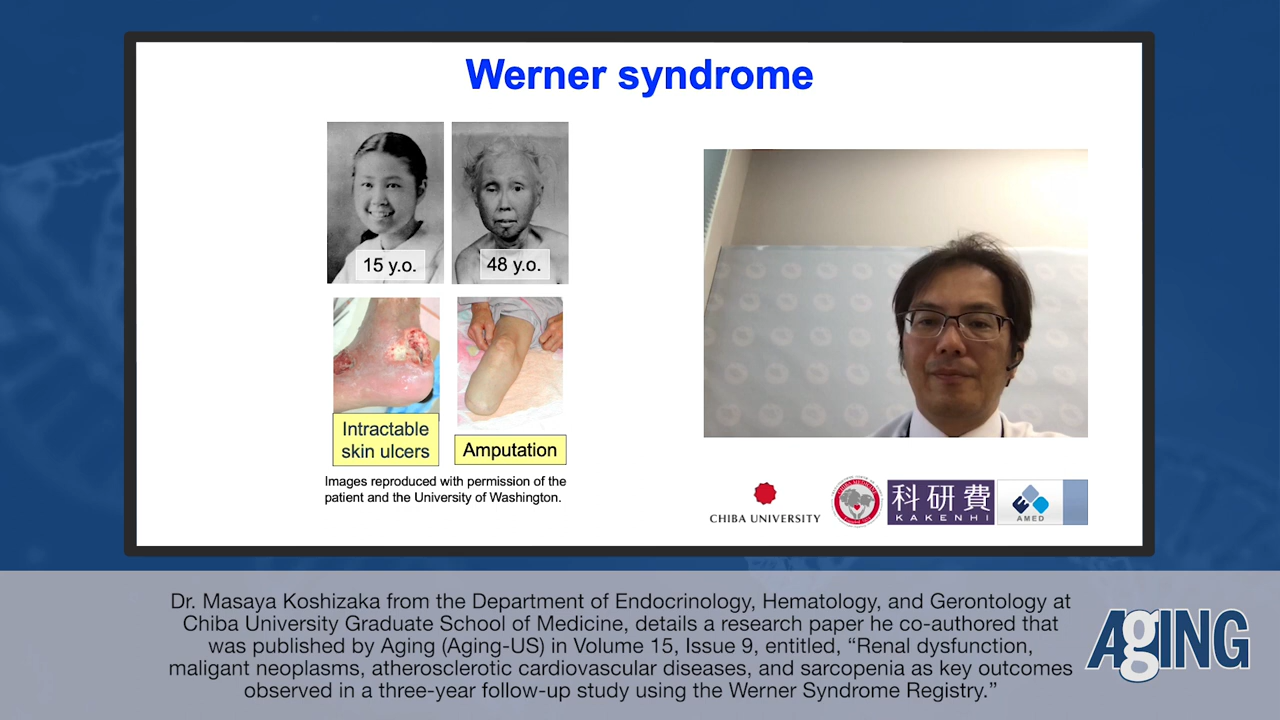 Werner syndrome
15 y.o.
48 y.o.
Intractable
skin ulcers
Amputation
Images reproduced with permission of the
patient and the University of Washington.
CHIBA UNIVERSITY
科研費
KAKENHI
AMED
Dr. Masaya Koshizaka from the Department of Endocrinology, Hematology, and Gerontology at
Chiba University Graduate School of Medicine, details a research paper he co-authored that
was published by Aging (Aging-US) in Volume 15, Issue 9, entitled, “Renal dysfunction,
maligant neoplasms, atherosclerotic cardiovascular diseases, and sarcopenia as key outcomes
observed in a three-year follow-up study using the Werner Syndrome Registry.”
AgING